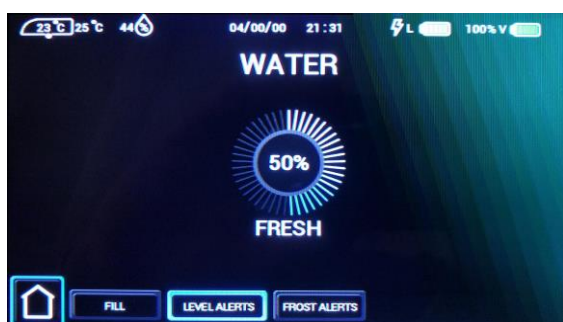 23°C 25°C 44% 04/00/00 21:31 L 100% V
WATER
50%
FRESH
FILL LEVEL ALERTS FROST ALERTS